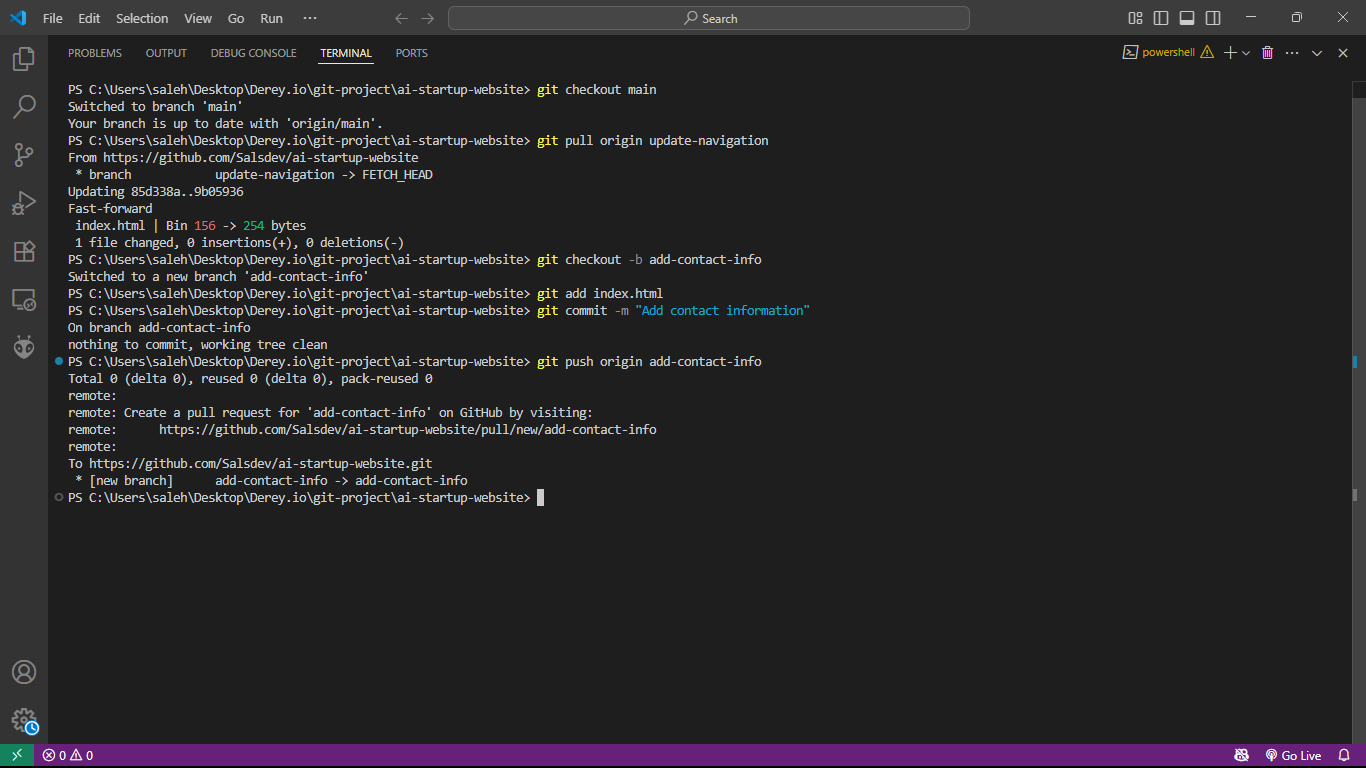 File Edit Selection View Go Run ··· Search
PROBLEMS OUTPUT DEBUG CONSOLE TERMINAL PORTS powershell
PS C:\Users\saleh\Desktop\Derey.io\git-project\ai-startup-website> git checkout main
Switched to branch 'main'
Your branch is up to date with 'origin/main'.
PS C:\Users\saleh\Desktop\Derey.io\git-project\ai-startup-website> git pull origin update-navigation
From https://github.com/Salsdev/ai-startup-website
 * branch            update-navigation -> FETCH_HEAD
Updating 85d338a..9b05936
Fast-forward
 index.html | Bin 156 -> 254 bytes
 1 file changed, 0 insertions(+), 0 deletions(-)
PS C:\Users\saleh\Desktop\Derey.io\git-project\ai-startup-website> git checkout -b add-contact-info
Switched to a new branch 'add-contact-info'
PS C:\Users\saleh\Desktop\Derey.io\git-project\ai-startup-website> git add index.html
PS C:\Users\saleh\Desktop\Derey.io\git-project\ai-startup-website> git commit -m "Add contact information"
On branch add-contact-info
nothing to commit, working tree clean
PS C:\Users\saleh\Desktop\Derey.io\git-project\ai-startup-website> git push origin add-contact-info
Total 0 (delta 0), reused 0 (delta 0), pack-reused 0
remote:
remote: Create a pull request for 'add-contact-info' on GitHub by visiting:
remote:      https://github.com/Salsdev/ai-startup-website/pull/new/add-contact-info
remote:
To https://github.com/Salsdev/ai-startup-website.git
 * [new branch]      add-contact-info -> add-contact-info
PS C:\Users\saleh\Desktop\Derey.io\git-project\ai-startup-website>
0 0 Go Live